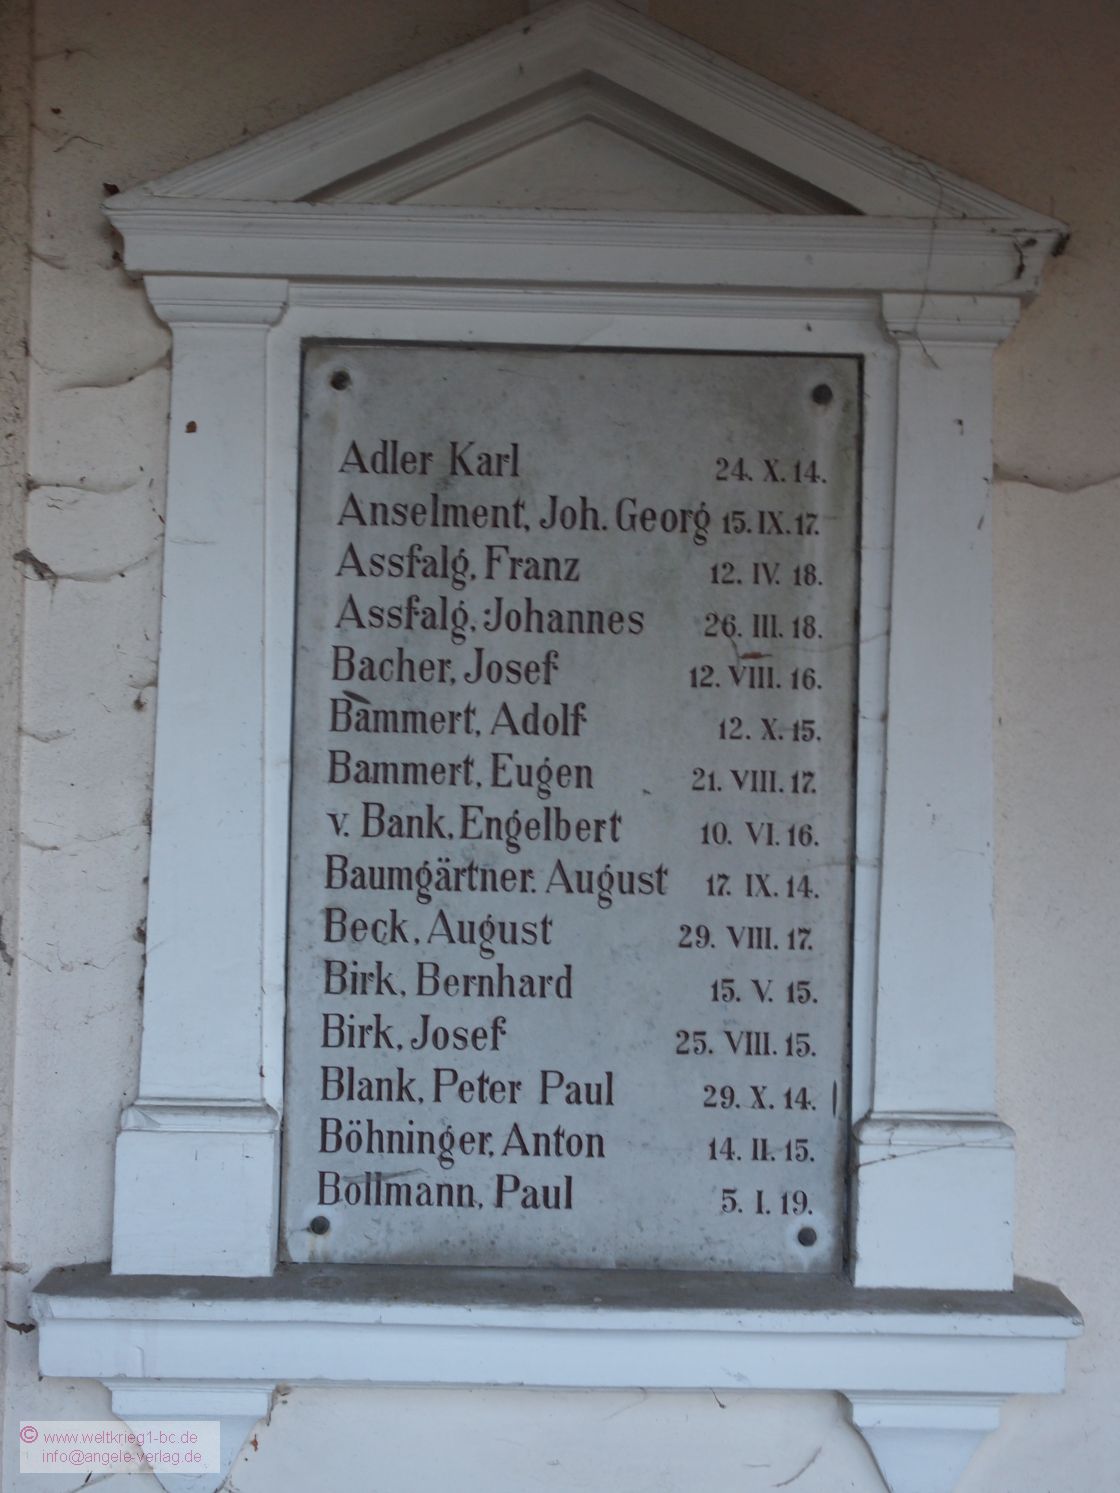 Adler Karl 24. X. 14.
Anselment, Joh. Georg 15. IX. 17.
Assfalg, Franz 12. IV. 18.
Assfalg, Johannes 26. III. 18.
Bacher, Josef 12. VIII. 16.
Bammert, Adolf 12. X. 15.
Bammert, Eugen 21. VIII. 17.
v. Bank, Engelbert 10. VI. 16.
Baumgärtner. August 17. IX. 14.
Beck, August 29. VIII. 17.
Birk, Bernhard 15. V. 15.
Birk, Josef 25. VIII. 15.
Blank, Peter Paul 29. X. 14.
Böhninger, Anton 14. II. 15.
Bollmann, Paul 5. I. 19.
© www.weltkrieg1-bc.de
info@angele-verlag.de